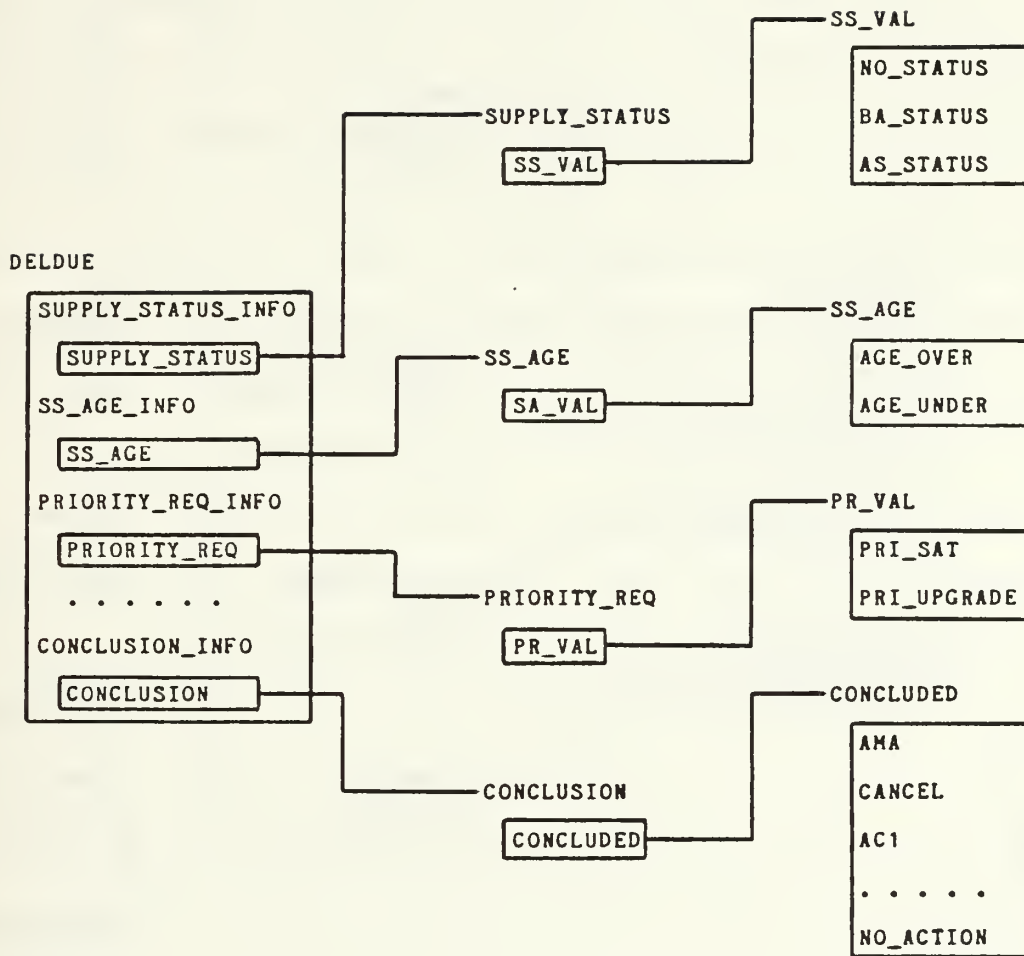 SS_VAL
NO_STATUS
BA_STATUS
AS_STATUS
SUPPLY_STATUS
SS_VAL
DELDUE
SUPPLY_STATUS_INFO
SUPPLY_STATUS
SS_AGE_INFO
SS_AGE
PRIORITY_REQ_INFO
PRIORITY_REQ
. . . . . .
CONCLUSION_INFO
CONCLUSION
SS_AGE
SA_VAL
SS_AGE
AGE_OVER
AGE_UNDER
PRIORITY_REQ
PR_VAL
PR_VAL
PRI_SAT
PRI_UPGRADE
CONCLUSION
CONCLUDED
CONCLUDED
AMA
CANCEL
AC1
. . . . .
NO_ACTION